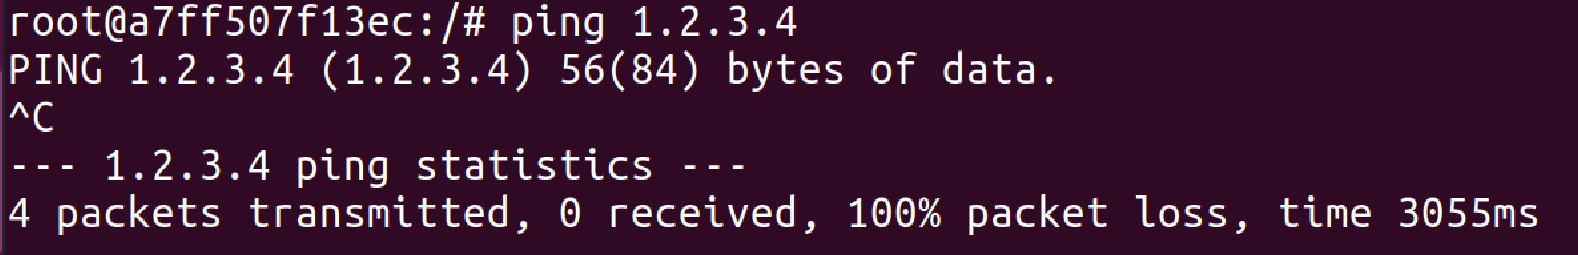 root@a7ff507f13ec:/# ping 1.2.3.4
PING 1.2.3.4 (1.2.3.4) 56(84) bytes of data.
^C
--- 1.2.3.4 ping statistics ---
4 packets transmitted, 0 received, 100% packet loss, time 3055ms